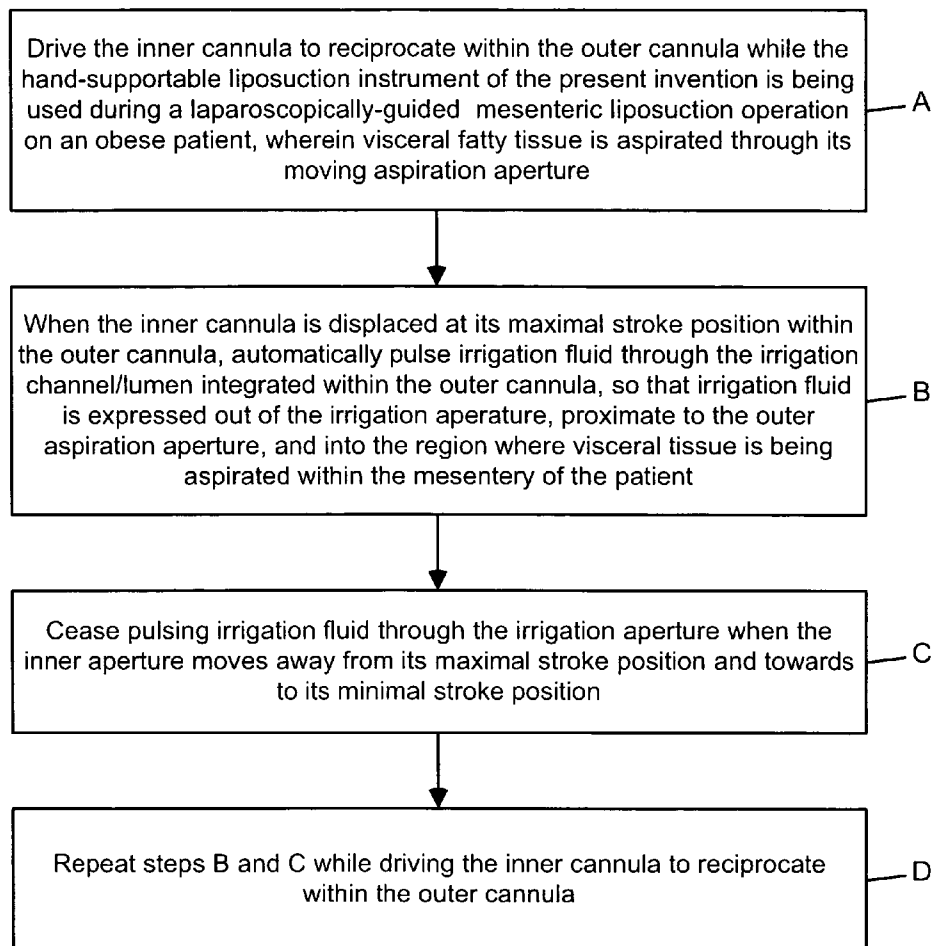 Drive the inner cannula to reciprocate within the outer cannula while the
hand-supportable liposuction instrument of the present invention is being
used during a laparoscopically-guided mesenteric liposuction operation
on an obese patient, wherein visceral fatty tissue is aspirated through its
moving aspiration aperture
A
When the inner cannula is displaced at its maximal stroke position within
the outer cannula, automatically pulse irrigation fluid through the irrigation
channel/lumen integrated within the outer cannula, so that irrigation fluid
is expressed out of the irrigation aperature, proximate to the outer
aspiration aperture, and into the region where visceral tissue is being
aspirated within the mesentery of the patient
B
Cease pulsing irrigation fluid through the irrigation aperture when the
inner aperture moves away from its maximal stroke position and towards
to its minimal stroke position
C
Repeat steps B and C while driving the inner cannula to reciprocate
within the outer cannula
D